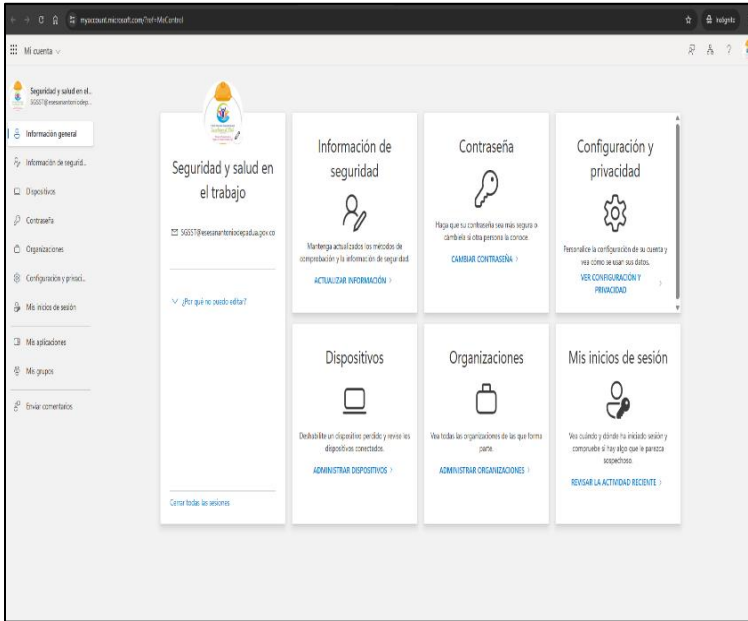 myaccount.microsoft.com/?ref=MeControl
Incógnito
Mi cuenta
?
Seguridad y salud en el..
SGSST@esesanantoniodep...
Información general
Información de segurid..
Dispositivos
Contraseña
Organizaciones
Configuración y privaci..
Mis inicios de sesión
Mis aplicaciones
Mis grupos
Enviar comentarios
Seguridad y salud en
el trabajo
SGSST@esesanantoniodepadua.gov.co
¿Por qué no puedo editar?
Cerrar todas las sesiones
Información de
seguridad
Mantenga actualizados los métodos de
comprobación y la información de seguridad.
ACTUALIZAR INFORMACIÓN >
Contraseña
Haga que su contraseña sea más segura o
cámbiela si otra persona la conoce.
CAMBIAR CONTRASEÑA >
Configuración y
privacidad
Personalice la configuración de su cuenta y
vea cómo se usan sus datos.
VER CONFIGURACIÓN Y
PRIVACIDAD >
Dispositivos
Deshabilite un dispositivo perdido y revise los
dispositivos conectados.
ADMINISTRAR DISPOSITIVOS >
Organizaciones
Vea todas las organizaciones de las que forma
parte.
ADMINISTRAR ORGANIZACIONES >
Mis inicios de sesión
Vea cuándo y dónde ha iniciado sesión y
compruebe si hay algo que le parezca
sospechoso.
REVISAR LA ACTIVIDAD RECIENTE >